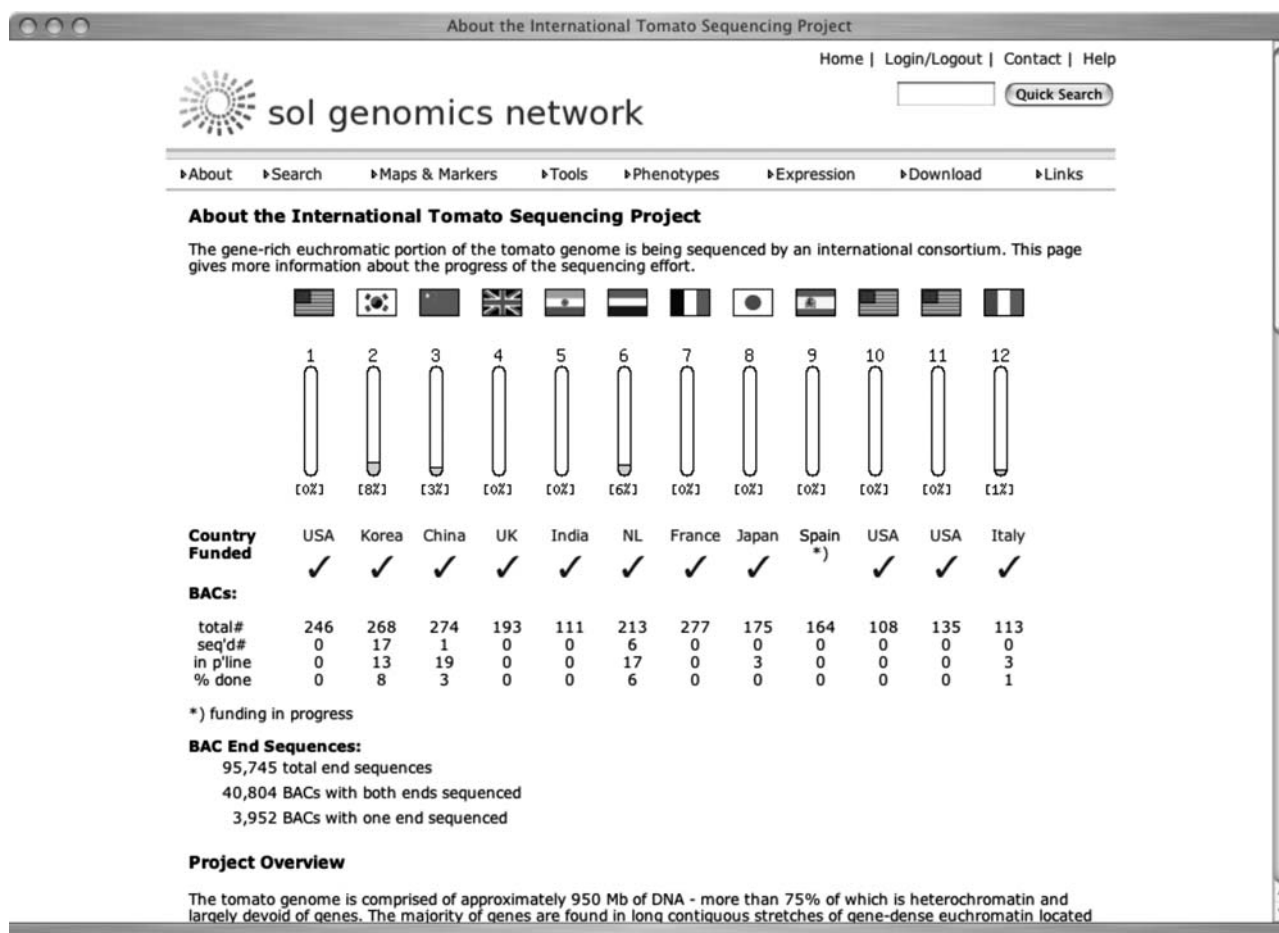 About the International Tomato Sequencing Project
Home | Login/Logout | Contact | Help
sol genomics network
Quick Search
About Search Maps & Markers Tools Phenotypes Expression Download Links
About the International Tomato Sequencing Project
The gene-rich euchromatic portion of the tomato genome is being sequenced by an international consortium. This page
gives more information about the progress of the sequencing effort.
1 2 3 4 5 6 7 8 9 10 11 12
[0%] [8%] [3%] [0%] [0%] [6%] [0%] [0%] [0%] [0%] [0%] [1%]
Country USA Korea China UK India NL France Japan Spain USA USA Italy
Funded ✓ ✓ ✓ ✓ ✓ ✓ ✓ ✓ *) ✓ ✓ ✓
BACs:
total# 246 268 274 193 111 213 277 175 164 108 135 113
seq'd# 0 17 1 0 0 6 0 0 0 0 0 0
in p'line 0 13 19 0 0 17 0 3 0 0 0 3
% done 0 8 3 0 0 6 0 0 0 0 0 1
*) funding in progress
BAC End Sequences:
95,745 total end sequences
40,804 BACs with both ends sequenced
3,952 BACs with one end sequenced
Project Overview
The tomato genome is comprised of approximately 950 Mb of DNA - more than 75% of which is heterochromatin and
largely devoid of genes. The majority of genes are found in long contiguous stretches of gene-dense euchromatin located